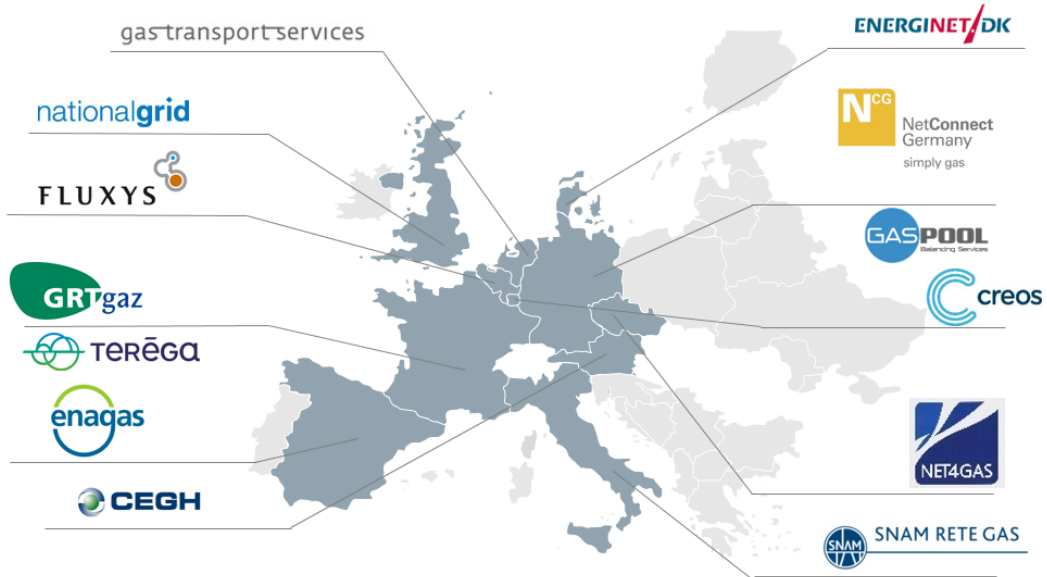 gas transport services
ENERGINET/DK
nationalgrid
NCG
NetConnect
Germany
simply gas
FLUXYS
GASPOOL
Balancing Services
GRTgaz
creos
TERĒGA
enagas
NET4GAS
CEGH
SNAM
SNAM RETE GAS